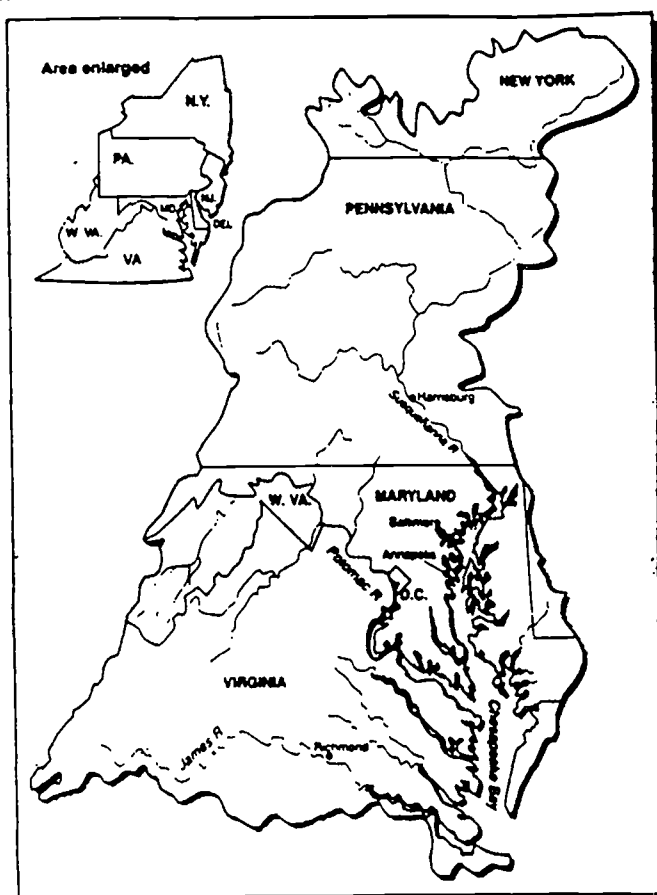 Area enlarged
N.Y.
PA.
N.J.
MD.
DEL
W. VA.
VA
NEW YORK
PENNSYLVANIA
Harrisburg
Susquehanna R
W. VA.
MARYLAND
Baltimore
Annapolis
Potomac R
D.C.
VIRGINIA
James R
Richmond
Chesapeake Bay